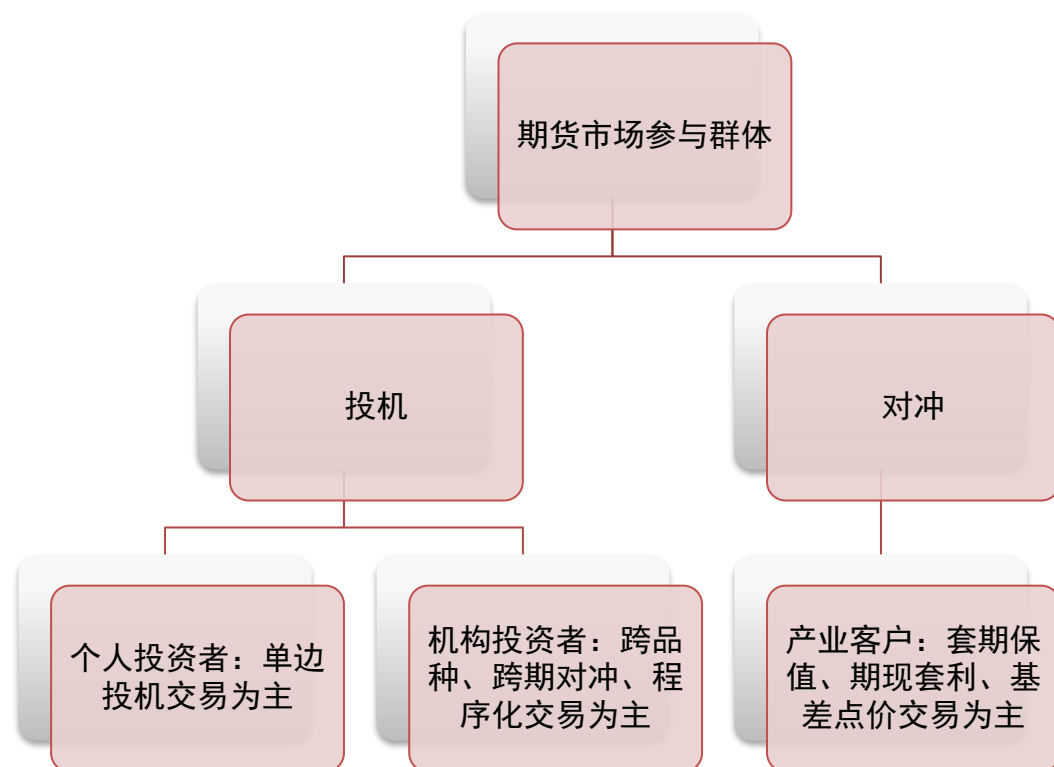 期货市场参与群体
投机
对冲
个人投资者：单边
投机交易为主
机构投资者：跨品
种、跨期对冲、程
序化交易为主
产业客户：套期保
值、期现套利、基
差点价交易为主